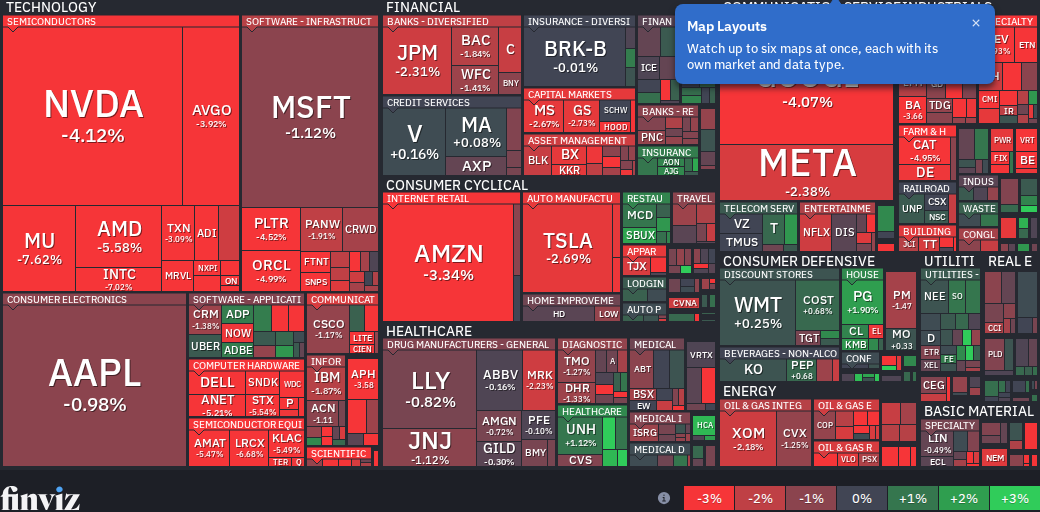 TECHNOLOGY
SEMICONDUCTORS
NVDA
-4.12%
AVGO
-3.92%
MU
-7.62%
AMD
-5.58%
INTC
-7.02%
TXN
-3.09%
ADI
MRVL
NXPI
ON
SOFTWARE - INFRASTRUCT
MSFT
-1.12%
PLTR
-4.52%
PANW
-1.91%
CRWD
ORCL
-4.99%
FTNT
SNPS
CONSUMER ELECTRONICS
AAPL
-0.98%
SOFTWARE - APPLICATI
CRM
-1.38%
ADP
NOW
UBER
ADBE
COMMUNICAT
CSCO
-1.17%
LITE
CIEN
COMPUTER HARDWARE
DELL
-5.21%
SNDK
WDC
ANET
STX
-5.54%
P
INFOR
IBM
-1.87%
APH
-3.58
ACN
-1.11
SEMICONDUCTOR EQUI
AMAT
-5.47%
LRCX
-6.68%
KLAC
-5.49%
TER
Q
SCIENTIFIC
FINANCIAL
BANKS - DIVERSIFIED
JPM
-2.31%
BAC
-1.84%
C
WFC
-1.41%
BNY
INSURANCE - DIVERSI
BRK-B
-0.01%
FINAN
ICE
CREDIT SERVICES
V
+0.16%
MA
+0.08%
AXP
CAPITAL MARKETS
MS
-2.67%
GS
-2.73%
SCHW
HOOD
BANKS - RE
PNC
ASSET MANAGEMENT
BLK
BX
KKR
INSURANC
AON
AJG
CONSUMER CYCLICAL
INTERNET RETAIL
AMZN
-3.34%
AUTO MANUFACTU
TSLA
-2.69%
HOME IMPROVEME
HD
LOW
RESTAU
MCD
SBUX
TRAVEL
APPAR
TJX
LODGIN
CVNA
AUTO P
HEALTHCARE
DRUG MANUFACTURERS - GENERAL
LLY
-0.82%
JNJ
-1.12%
ABBV
-0.16%
MRK
-2.23%
AMGN
-0.72%
PFE
-0.10%
GILD
-0.30%
BMY
DIAGNOSTIC
TMO
-1.27%
A
DHR
-1.33%
HEALTHCARE
UNH
+1.12%
CVS
MEDICAL
ABT
BSX
EW
VRTX
MEDICAL I
ISRG
HCA
MEDICAL D
Map Layouts
×
Watch up to six maps at once, each with its
own market and data type.
-4.07%
META
-2.38%
TELECOM SERV
VZ
T
TMUS
ENTERTAINME
NFLX
DIS
ECIALTY
ETN
BA
-3.66
TDG
CMI
IR
FARM & H
CAT
-4.95%
DE
PWR
VRT
FIX
BE
RAILROAD
UNP
CSX
NSC
INDUS
WASTE
BUILDING
JCI
TT
CONGL
CONSUMER DEFENSIVE
DISCOUNT STORES
WMT
+0.25%
COST
+0.68%
TGT
HOUSE
PG
+1.90%
CL
EL
KMB
PM
-1.47
MO
+0.33
BEVERAGES - NON-ALCO
KO
PEP
+0.68
CONF
UTILITI
UTILITIES -
NEE
SO
D
ETR
FE
XEL
CEG
REAL E
CCI
PLD
ENERGY
OIL & GAS INTEG
XOM
-2.18%
CVX
-1.25%
OIL & GAS E
COP
OIL & GAS R
VLO
PSX
BASIC MATERIAL
SPECIALTY
LIN
-0.49%
ECL
NEM
finviz
-3%
-2%
-1%
0%
+1%
+2%
+3%